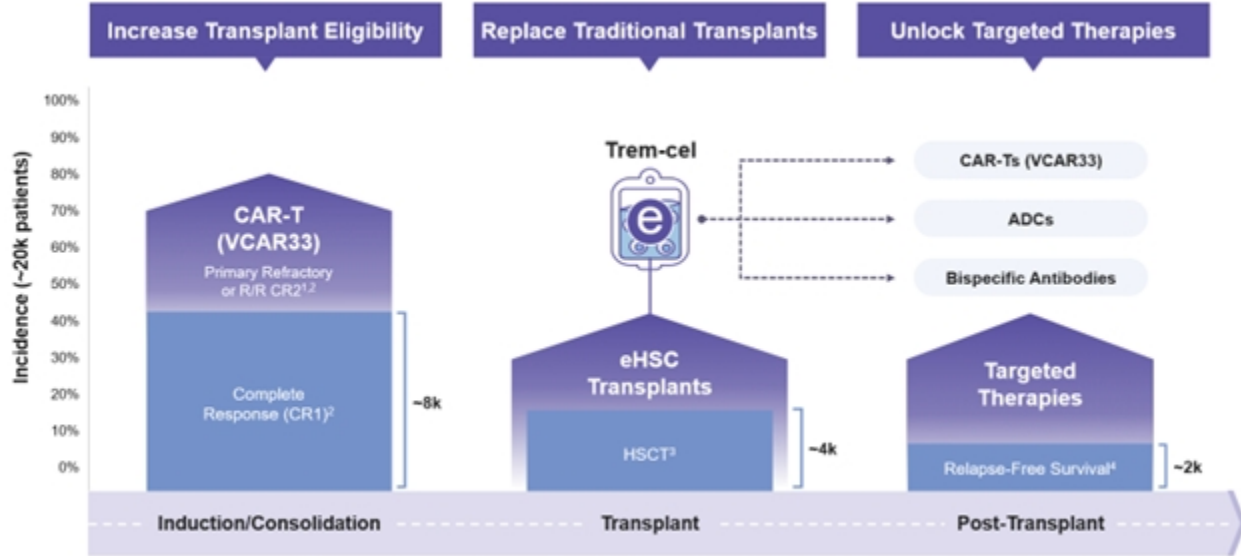 Increase Transplant Eligibility
Replace Traditional Transplants
Unlock Targeted Therapies
Incidence (~20k patients)
100%
90%
80%
70%
60%
50%
40%
30%
20%
10%
0%
CAR-T
(VCAR33)
Primary Refractory
or R/R CR2¹,²
Complete
Response (CR1)²
~8k
Trem-cel
e
eHSC
Transplants
HSCT³
~4k
CAR-Ts (VCAR33)
ADCs
Bispecific Antibodies
Targeted
Therapies
Relapse-Free Survival⁴
~2k
Induction/Consolidation
Transplant
Post-Transplant